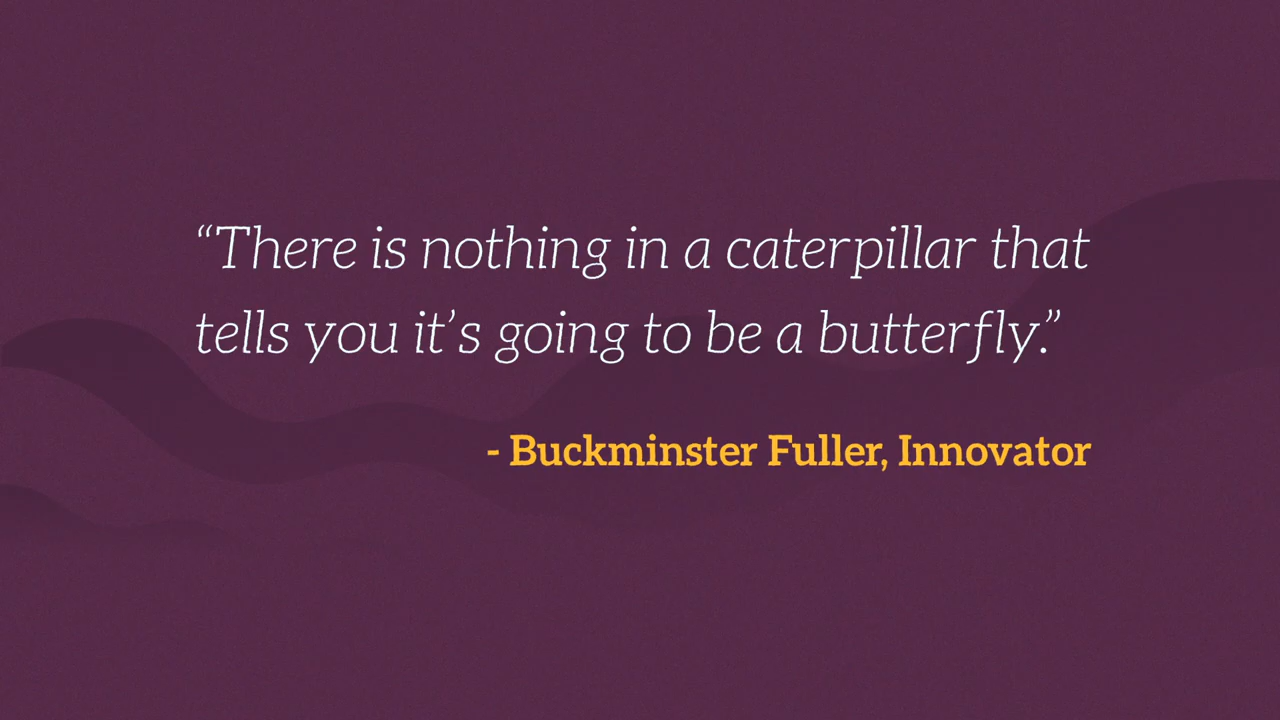 “There is nothing in a caterpillar that
tells you it’s going to be a butterfly.”
- Buckminster Fuller, Innovator